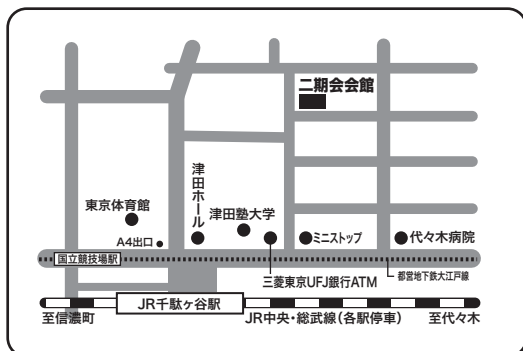 二期会会館
津田ホール
東京体育館
津田塾大学
A4出口
ミニストップ
代々木病院
国立競技場駅
三菱東京UFJ銀行ATM
都営地下鉄大江戸線
JR千駄ヶ谷駅
至信濃町
JR中央・総武線(各駅停車)
至代々木